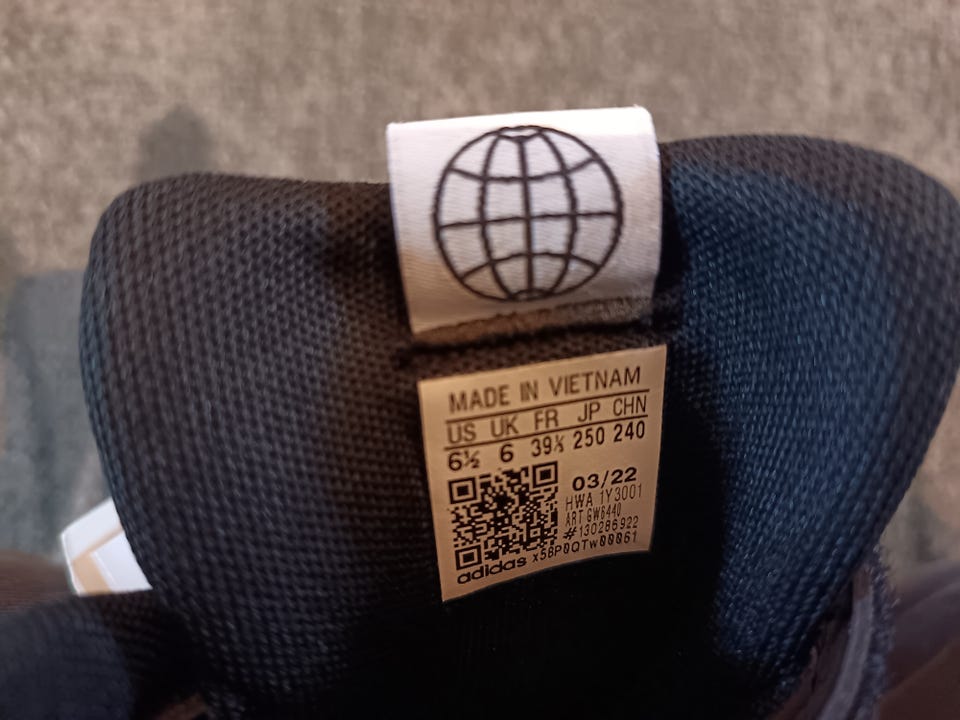 MADE IN VIETNAM
US UK FR JP CHN
6½ 6 39⅓ 250 240
03/22
HWA 1Y3001
ART GW6440
#130286922
adidas x5BP0QTw00061